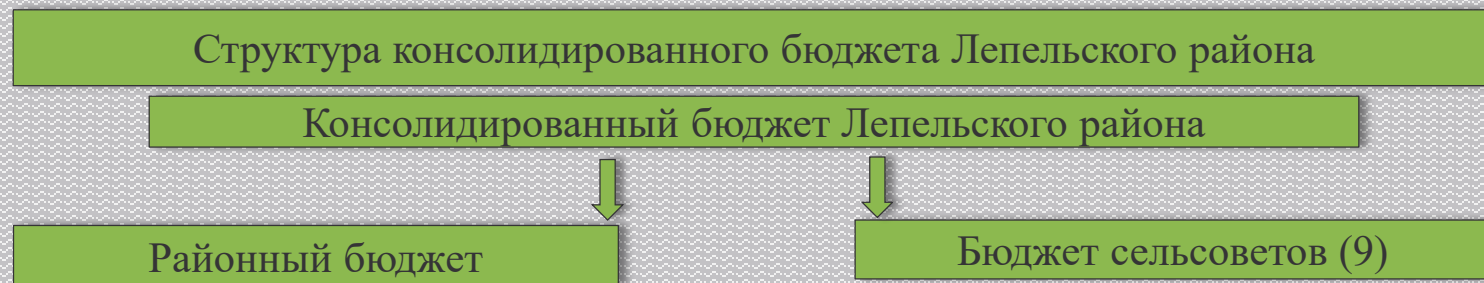 Структура консолидированного бюджета Лепельского района
Консолидированный бюджет Лепельского района
Районный бюджет
Бюджет сельсоветов (9)